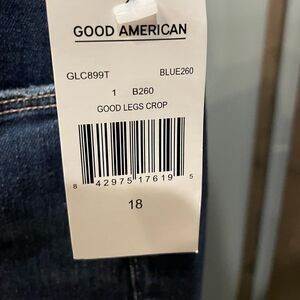 GOOD AMERICAN
GLC899T BLUE260
1 B260
GOOD LEGS CROP
8 42975 17619 5
18